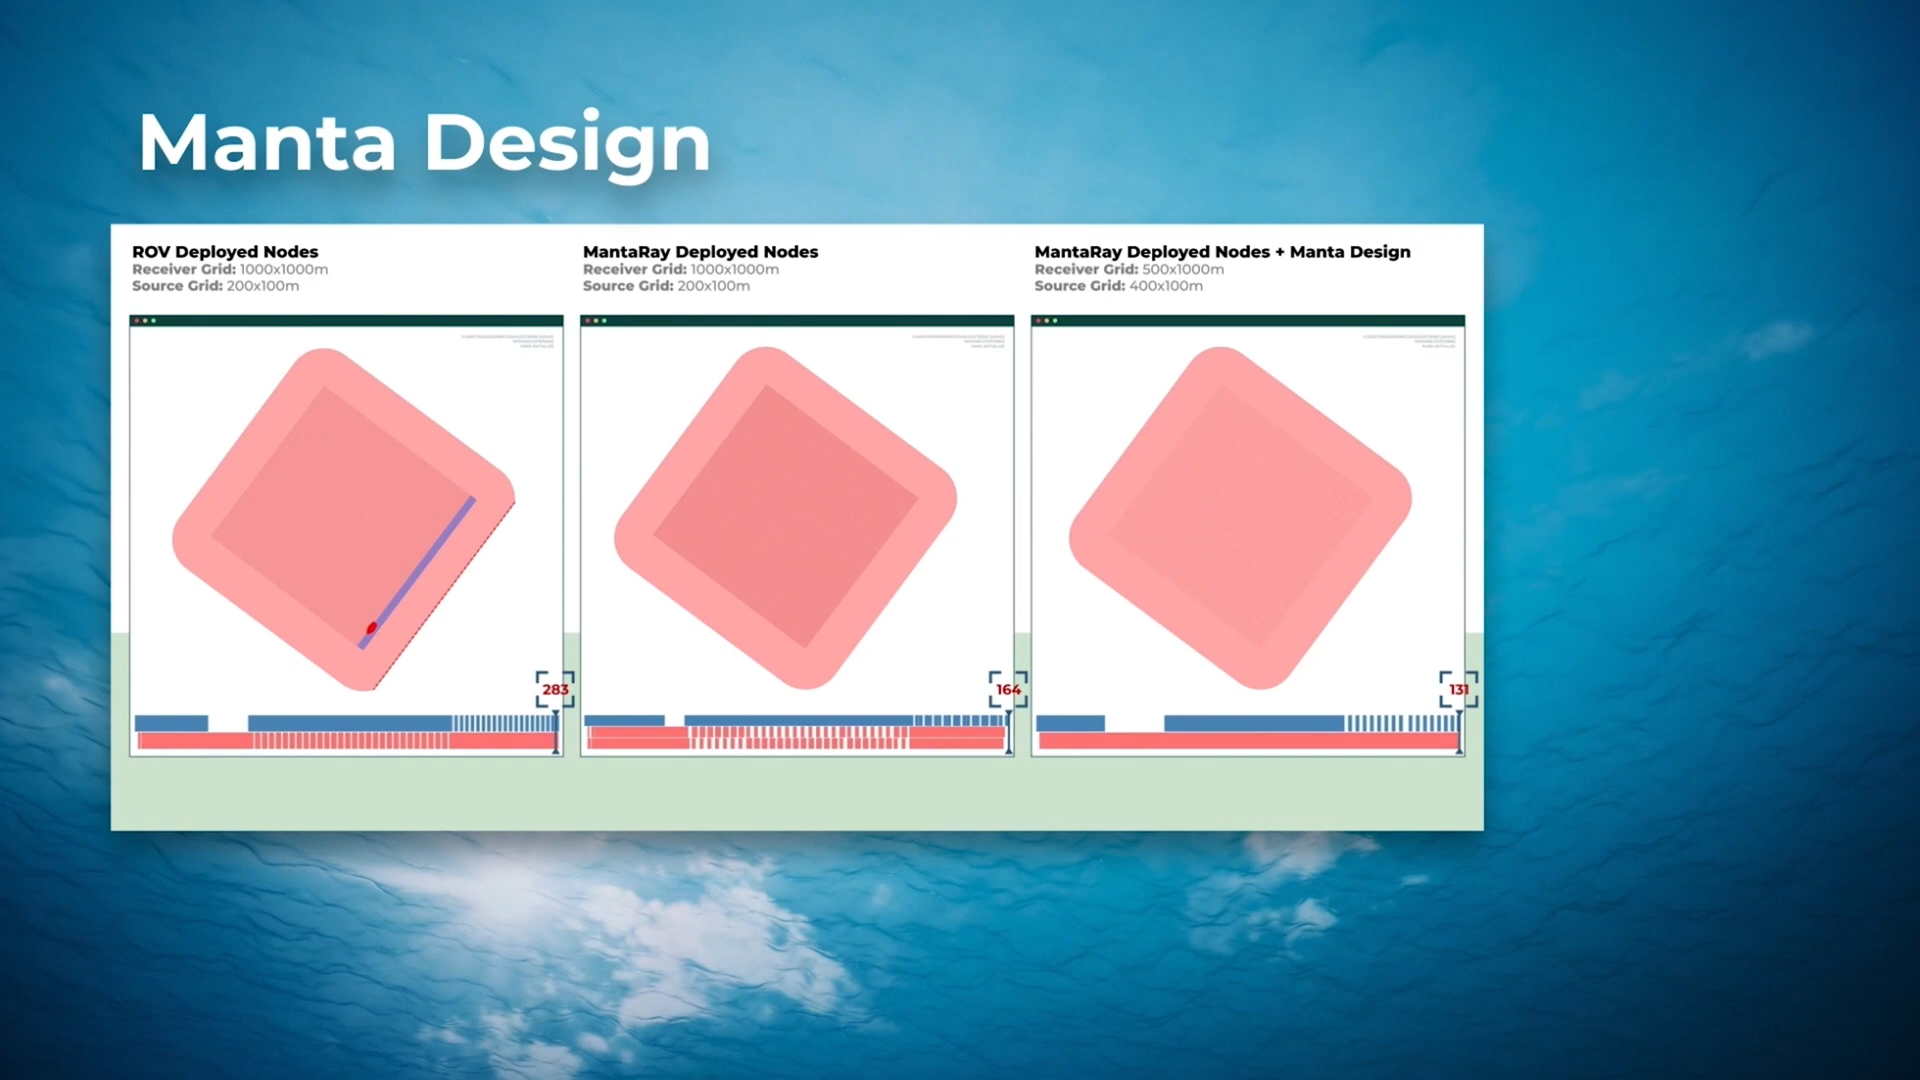 Manta Design
ROV Deployed Nodes
Receiver Grid: 1000x1000m
Source Grid: 200x100m
MantaRay Deployed Nodes
Receiver Grid: 1000x1000m
Source Grid: 200x100m
MantaRay Deployed Nodes + Manta Design
Receiver Grid: 500x1000m
Source Grid: 400x100m
283
164
131